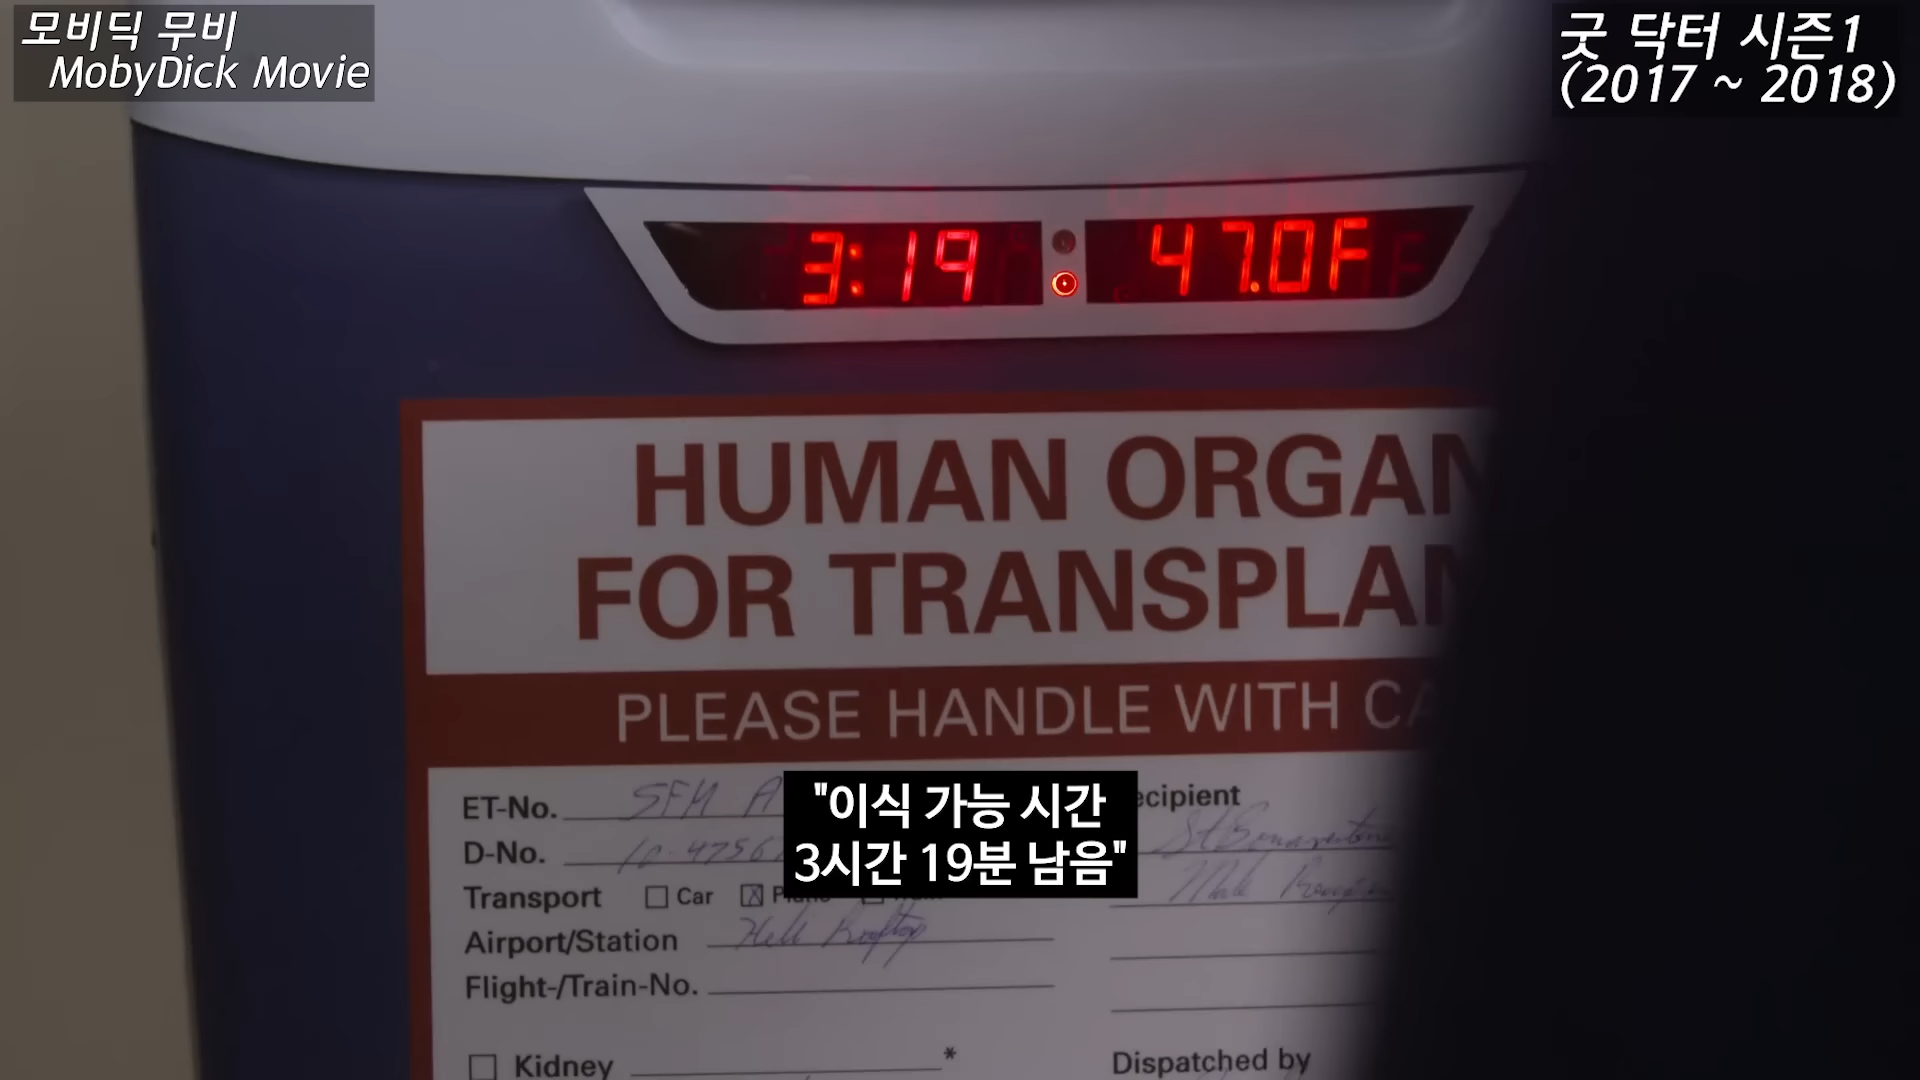 모비딕 무비
MobyDick Movie
굿 닥터 시즌1
(2017 ~ 2018)
3:19 47.0F
HUMAN ORGAN
FOR TRANSPLAN
PLEASE HANDLE WITH CA
"이식 가능 시간
3시간 19분 남음"
ET-No. SFM A
ecipient
D-No.
Transport Car
Airport/Station
Flight-/Train-No.
Kidney *
Dispatched by